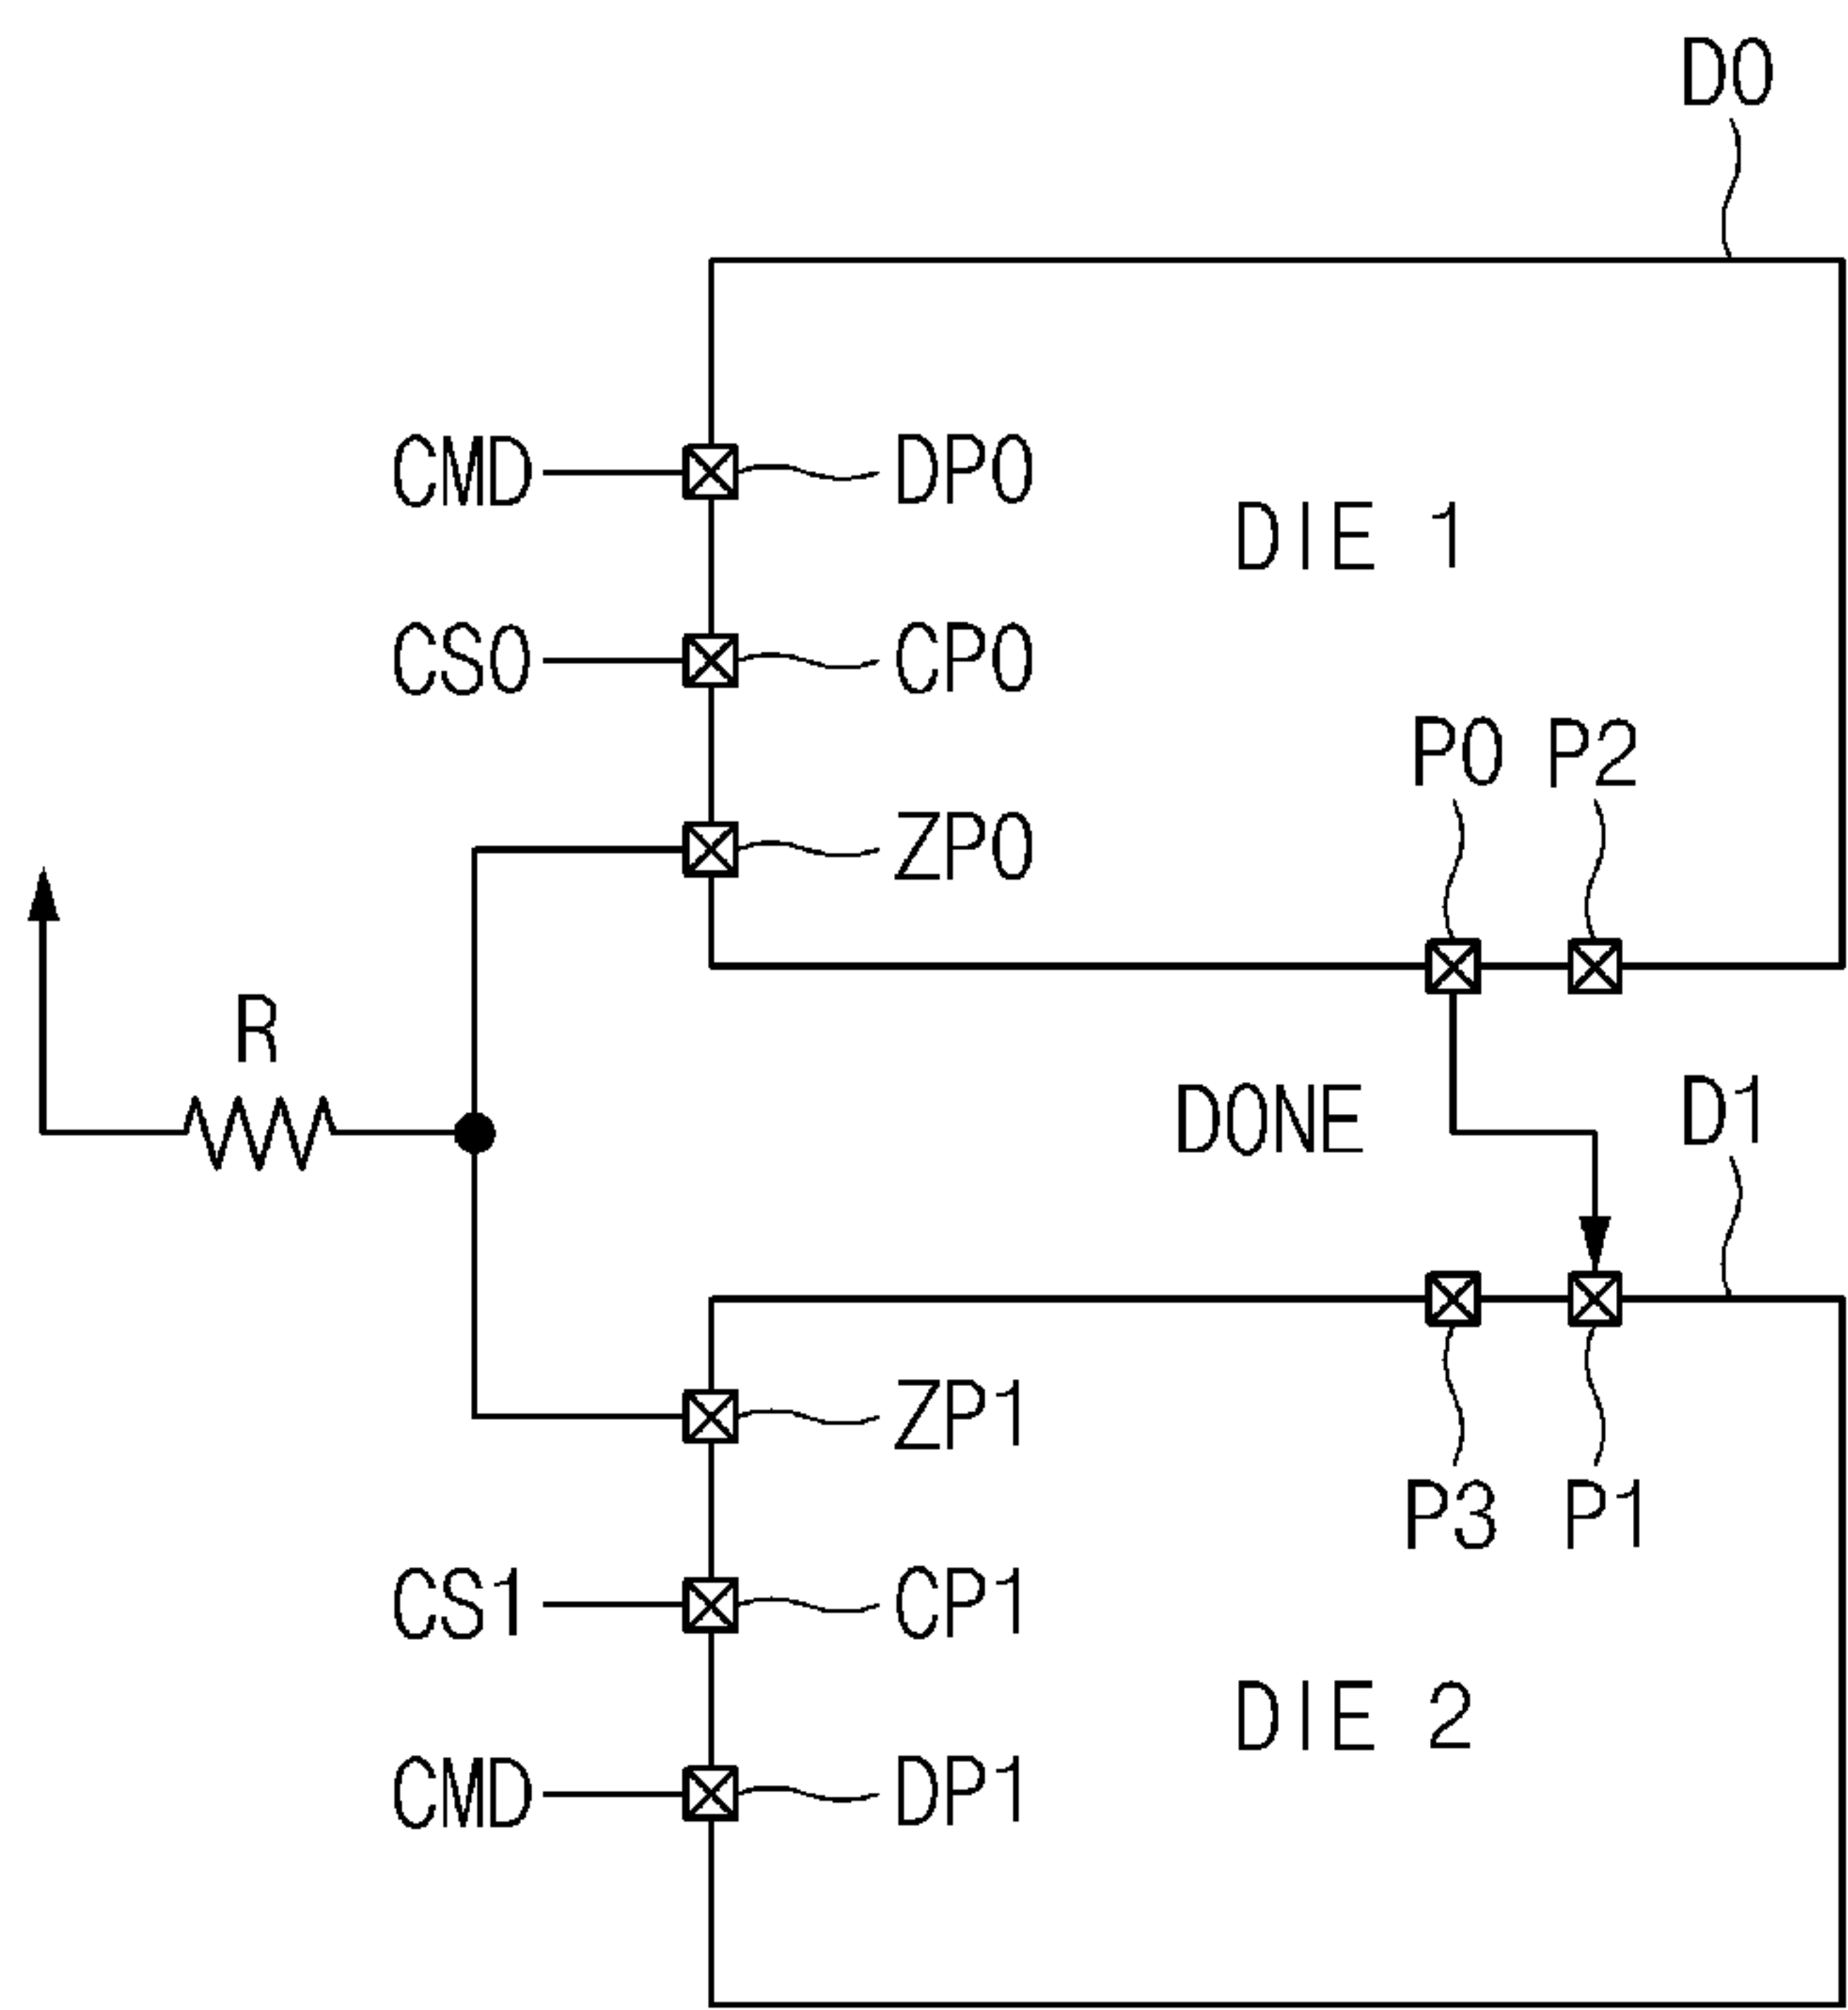 D0
CMD
DP0
DIE 1
CS0
CP0
P0 P2
ZP0
R
DONE
D1
ZP1
P3 P1
CS1
CP1
DIE 2
CMD
DP1